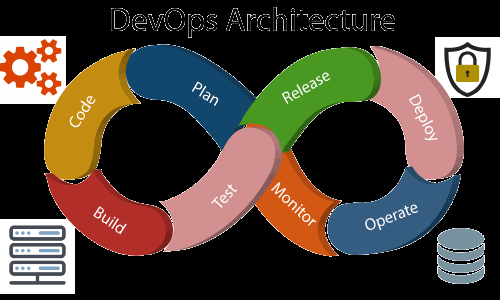 DevOps Architecture
Plan
Code
Build
Test
Release
Deploy
Operate
Monitor